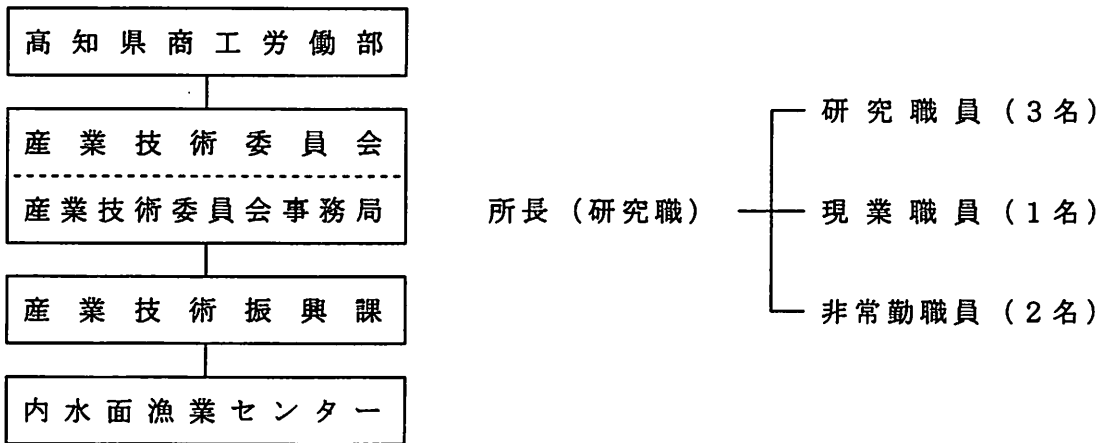 高知県商工労働部
産業技術委員会
産業技術委員会事務局
産業技術振興課
内水面漁業センター
所長（研究職）
研究職員（3名）
現業職員（1名）
非常勤職員（2名）